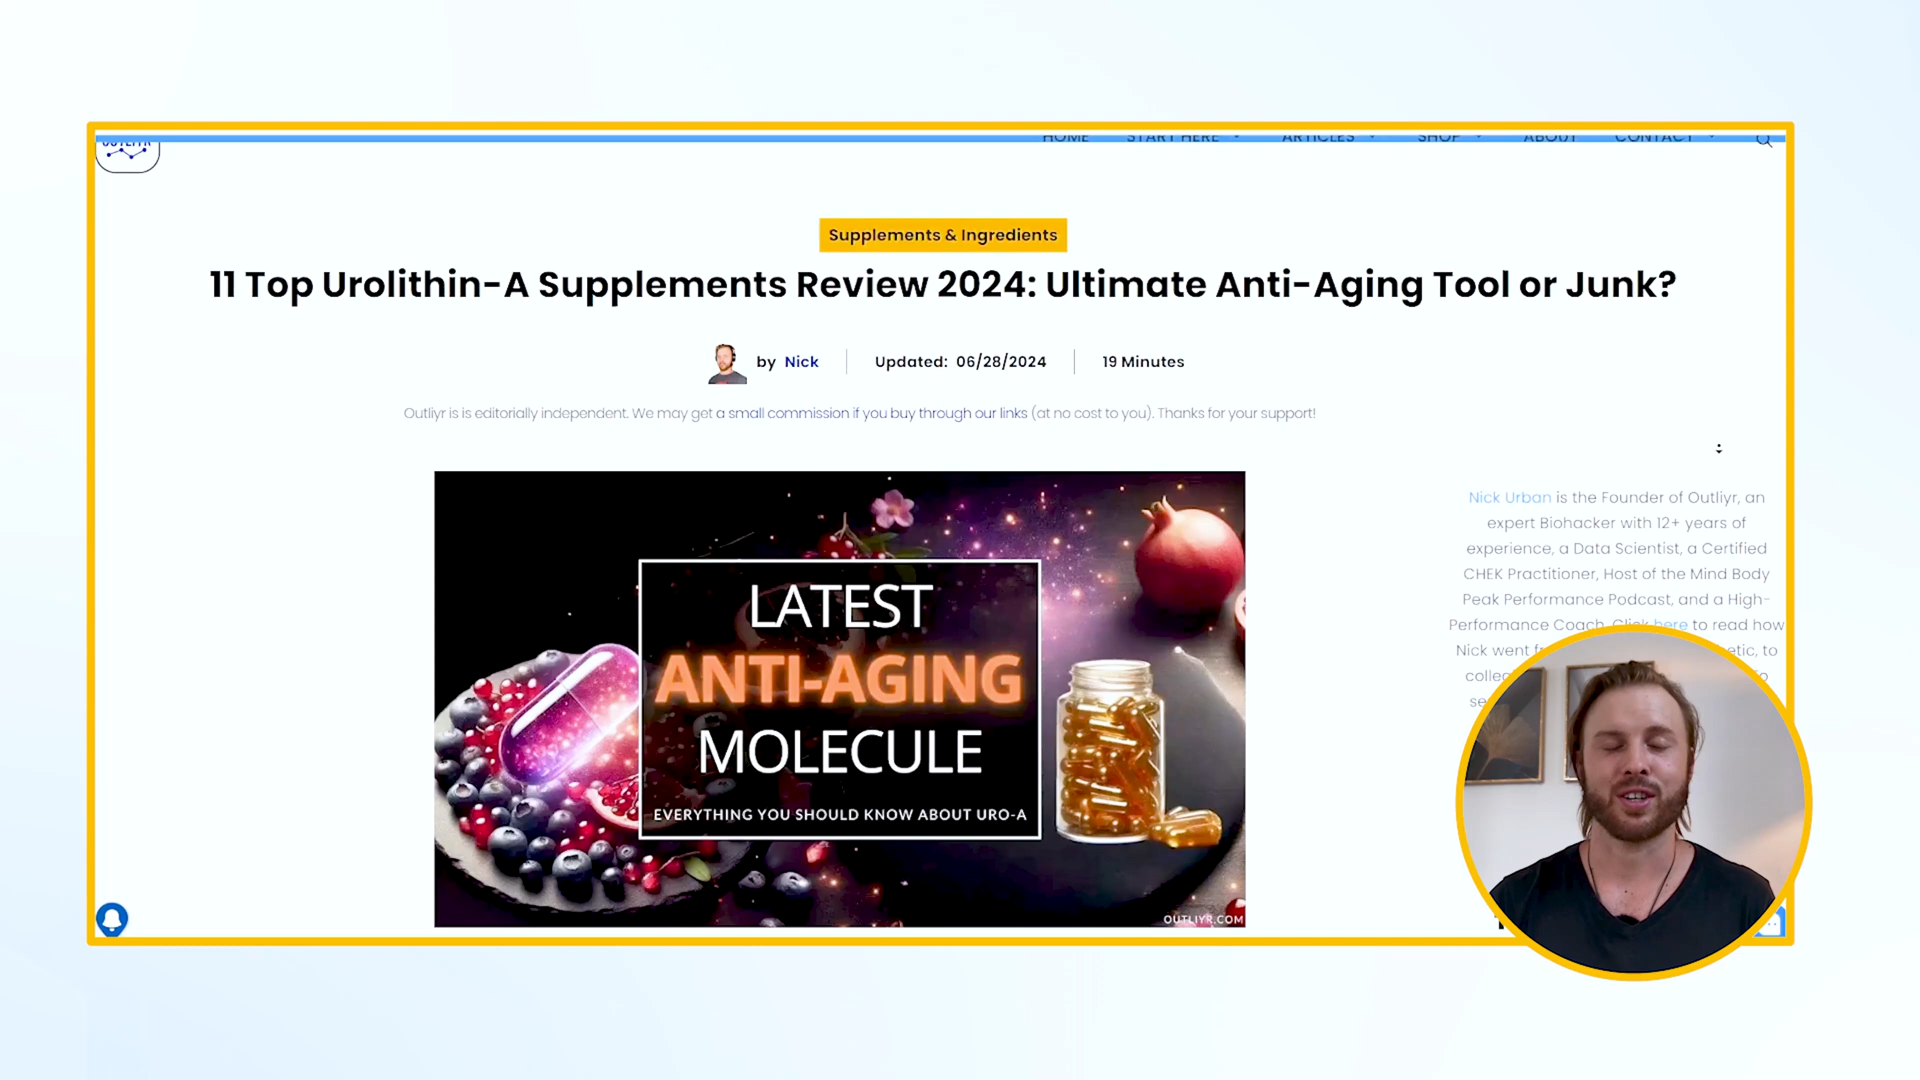 OUTLIYR
HOME START HERE ARTICLES SHOP ABOUT CONTACT
Supplements & Ingredients
11 Top Urolithin-A Supplements Review 2024: Ultimate Anti-Aging Tool or Junk?
by Nick Updated: 06/28/2024 19 Minutes
Outliyr is is editorially independent. We may get a small commission if you buy through our links (at no cost to you). Thanks for your support!
LATEST
ANTI-AGING
MOLECULE
EVERYTHING YOU SHOULD KNOW ABOUT URO-A
OUTLIYR.COM
Nick Urban is the Founder of Outliyr, an
expert Biohacker with 12+ years of
experience, a Data Scientist, a Certified
CHEK Practitioner, Host of the Mind Body
Peak Performance Podcast, and a High-
Performance Coach. Click here to read how
Nick went
to